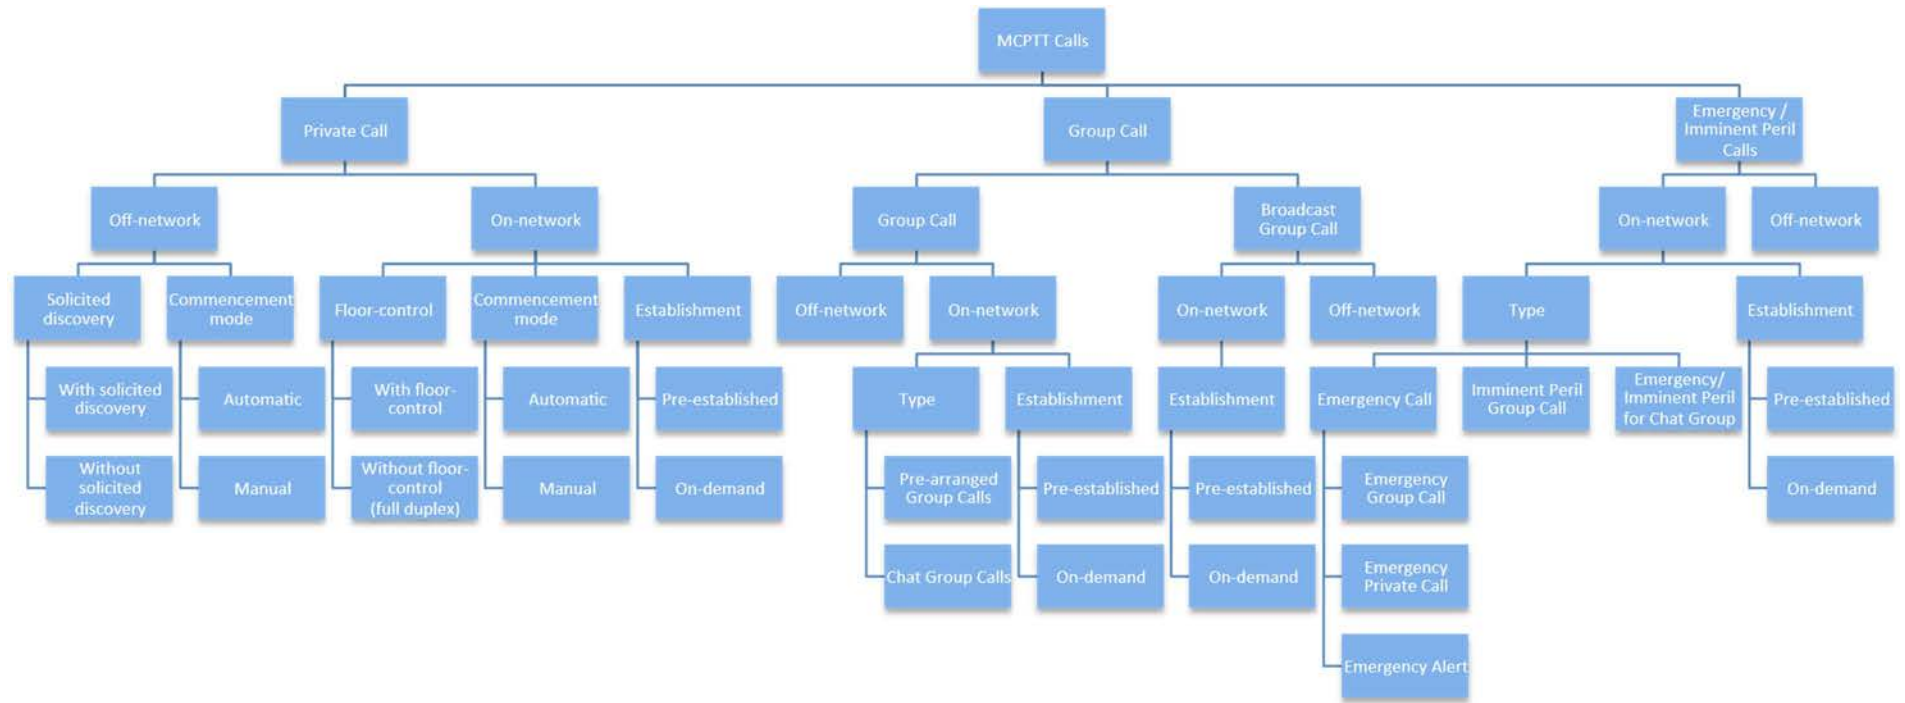 MCPTT Calls
Private Call
Group Call
Emergency /
Imminent Peril
Calls
Off-network
On-network
Group Call
Broadcast
Group Call
On-network
Off-network
Solicited
discovery
Commencement
mode
Floor-control
Commencement
mode
Establishment
Off-network
On-network
On-network
Off-network
Type
Establishment
With solicited
discovery
Automatic
With floor-
control
Automatic
Pre-established
Type
Establishment
Establishment
Emergency Call
Imminent Peril
Group Call
Emergency/
Imminent Peril
for Chat Group
Pre-established
Without
solicited
discovery
Manual
Without floor-
control
(full duplex)
Manual
On-demand
Pre-arranged
Group Calls
Pre-established
Pre-established
Emergency
Group Call
On-demand
Chat Group Calls
On-demand
On-demand
Emergency
Private Call
Emergency Alert